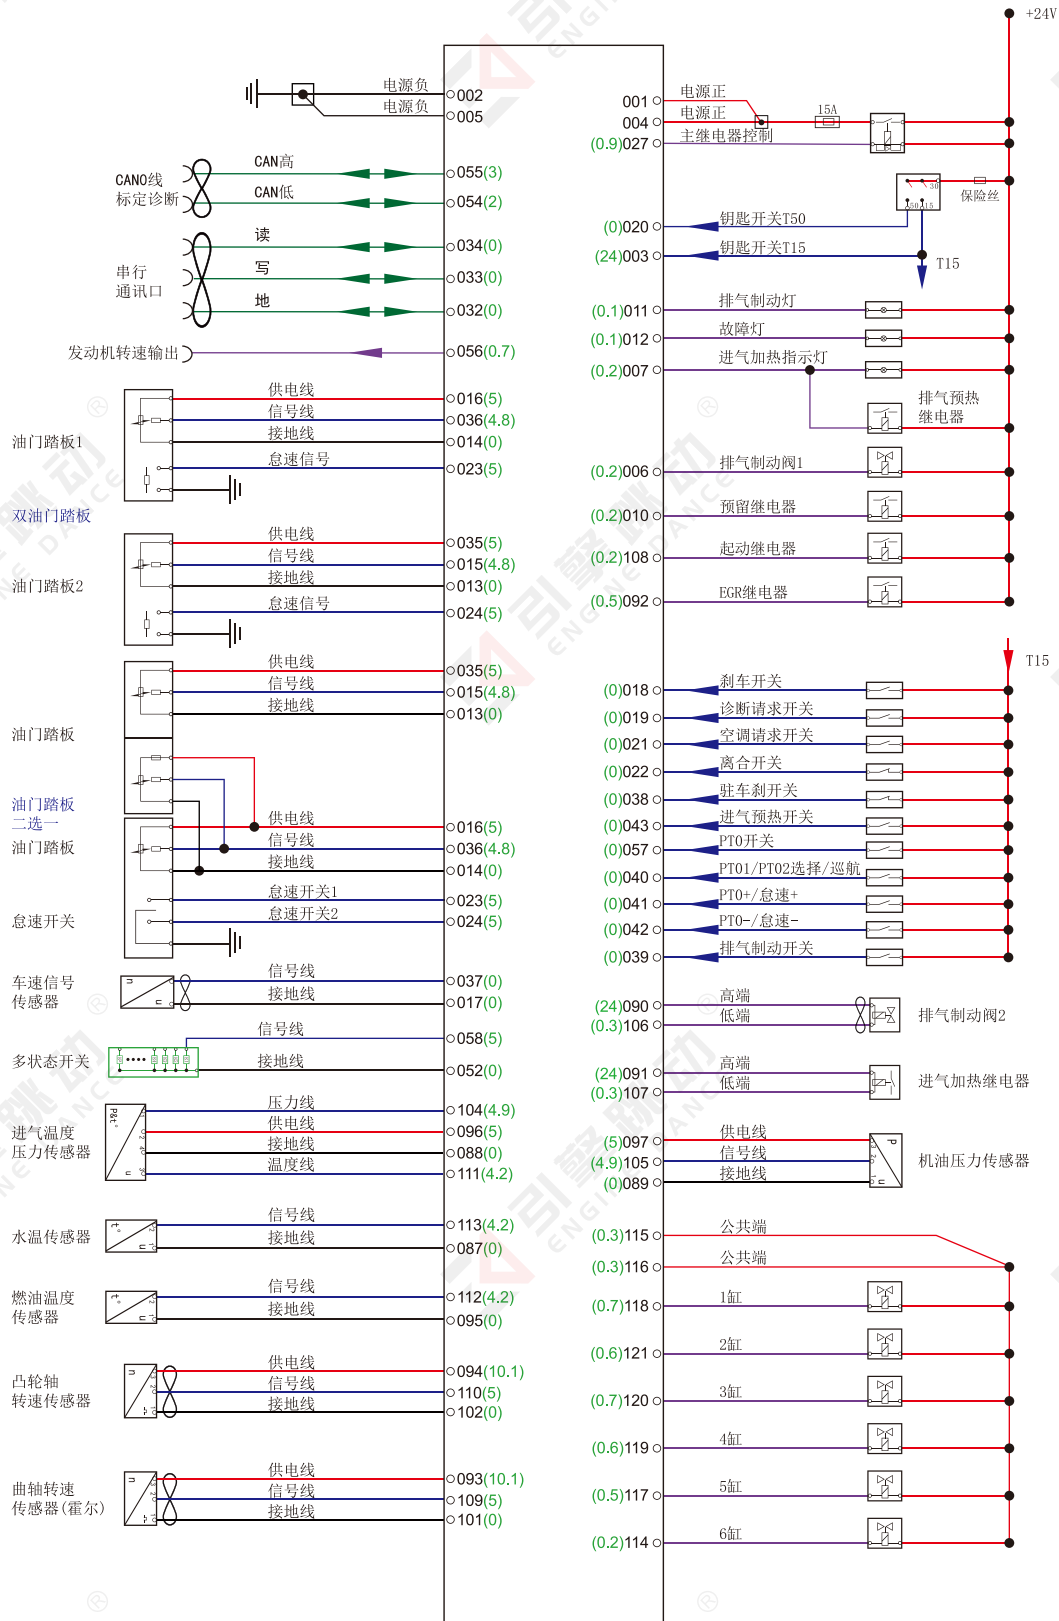 +24V
电源负
002
电源负
005
CAN0线
标定诊断
CAN高
055(3)
CAN低
054(2)
串行
通讯口
读
034(0)
写
033(0)
地
032(0)
发动机转速输出
056(0.7)
油门踏板1
供电线
016(5)
信号线
036(4.8)
接地线
014(0)
怠速信号
023(5)
双油门踏板
油门踏板2
供电线
035(5)
信号线
015(4.8)
接地线
013(0)
怠速信号
024(5)
供电线
035(5)
信号线
015(4.8)
接地线
013(0)
油门踏板
油门踏板
二选一
油门踏板
供电线
016(5)
信号线
036(4.8)
接地线
014(0)
怠速开关
怠速开关1
023(5)
怠速开关2
024(5)
车速信号
传感器
n
u
信号线
037(0)
接地线
017(0)
多状态开关
信号线
058(5)
接地线
052(0)
进气温度
压力传感器
P&t°
u
1
2
4
3
压力线
104(4.9)
供电线
096(5)
接地线
088(0)
温度线
111(4.2)
水温传感器
t°
u
2
1
信号线
113(4.2)
接地线
087(0)
燃油温度
传感器
t°
u
2
1
信号线
112(4.2)
接地线
095(0)
凸轮轴
转速传感器
n
3
2
1
供电线
094(10.1)
信号线
110(5)
接地线
102(0)
曲轴转速
传感器(霍尔)
n
3
2
1
供电线
093(10.1)
信号线
109(5)
接地线
101(0)
001
电源正
004
电源正
15A
(0.9)027
主继电器控制
30
50
15
保险丝
(0)020
钥匙开关T50
(24)003
钥匙开关T15
T15
(0.1)011
排气制动灯
(0.1)012
故障灯
(0.2)007
进气加热指示灯
排气预热
继电器
(0.2)006
排气制动阀1
(0.2)010
预留继电器
(0.2)108
起动继电器
(0.5)092
EGR继电器
T15
(0)018
刹车开关
(0)019
诊断请求开关
(0)021
空调请求开关
(0)022
离合开关
(0)038
驻车刹开关
(0)043
进气预热开关
(0)057
PTO开关
(0)040
PTO1/PTO2选择/巡航
(0)041
PTO+/怠速+
(0)042
PTO-/怠速-
(0)039
排气制动开关
(24)090
高端
(0.3)106
低端
排气制动阀2
(24)091
高端
(0.3)107
低端
进气加热继电器
(5)097
供电线
(4.9)105
信号线
(0)089
接地线
P
u
3
2
1
机油压力传感器
(0.3)115
公共端
(0.3)116
公共端
(0.7)118
1缸
(0.6)121
2缸
(0.7)120
3缸
(0.6)119
4缸
(0.5)117
5缸
(0.2)114
6缸
引擎跳动
ENGINE DANCE
®